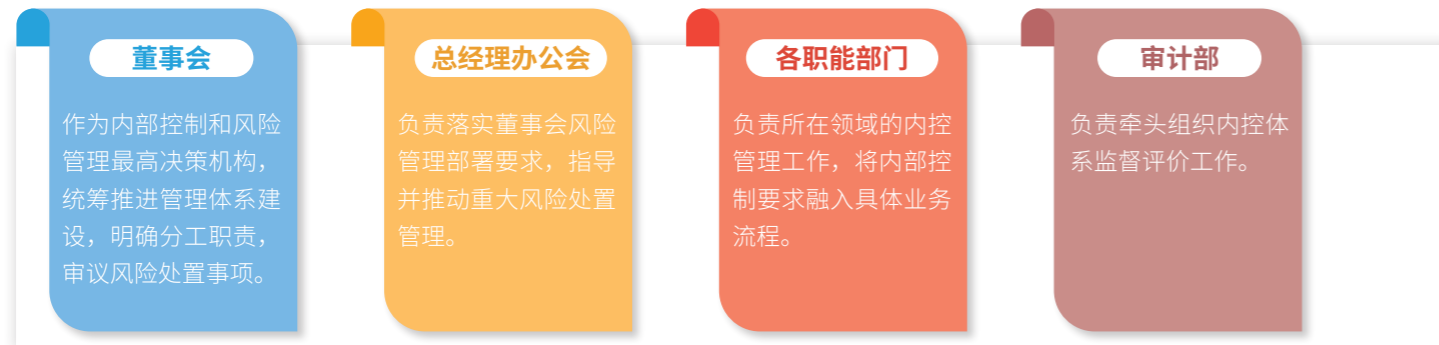 董事会
作为内部控制和风险
管理最高决策机构，
统筹推进管理体系建
设，明确分工职责，
审议风险处置事项。
总经理办公会
负责落实董事会风险
管理部署要求，指导
并推动重大风险处置
管理。
各职能部门
负责所在领域的内控
管理工作，将内部控
制要求融入具体业务
流程。
审计部
负责牵头组织内控体
系监督评价工作。